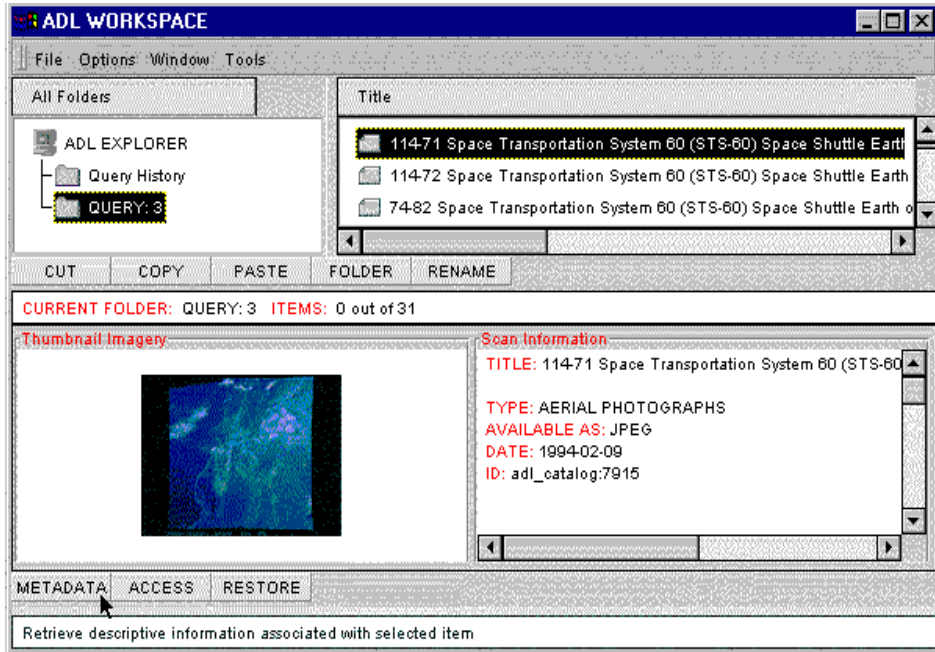 ADL WORKSPACE
File Options Window Tools
All Folders
Title
ADL EXPLORER
Query History
QUERY: 3
114-71 Space Transportation System 60 (STS-60) Space Shuttle Earth
114-72 Space Transportation System 60 (STS-60) Space Shuttle Earth
74-82 Space Transportation System 60 (STS-60) Space Shuttle Earth o
CUT COPY PASTE FOLDER RENAME
CURRENT FOLDER: QUERY: 3 ITEMS: 0 out of 31
Thumbnail Imagery
Scan Information
TITLE: 114-71 Space Transportation System 60 (STS-60
TYPE: AERIAL PHOTOGRAPHS
AVAILABLE AS: JPEG
DATE: 1994-02-09
ID: adl_catalog:7915
METADATA ACCESS RESTORE
Retrieve descriptive information associated with selected item